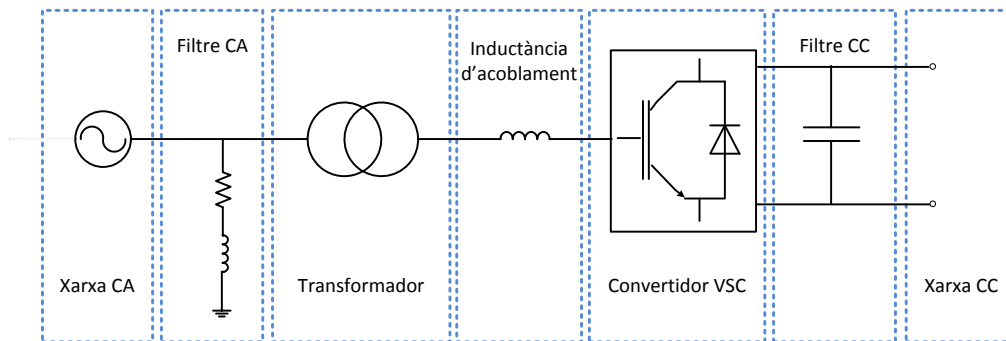 Filtre CA
Inductància
d'acoblament
Filtre CC
Xarxa CA
Transformador
Convertidor VSC
Xarxa CC